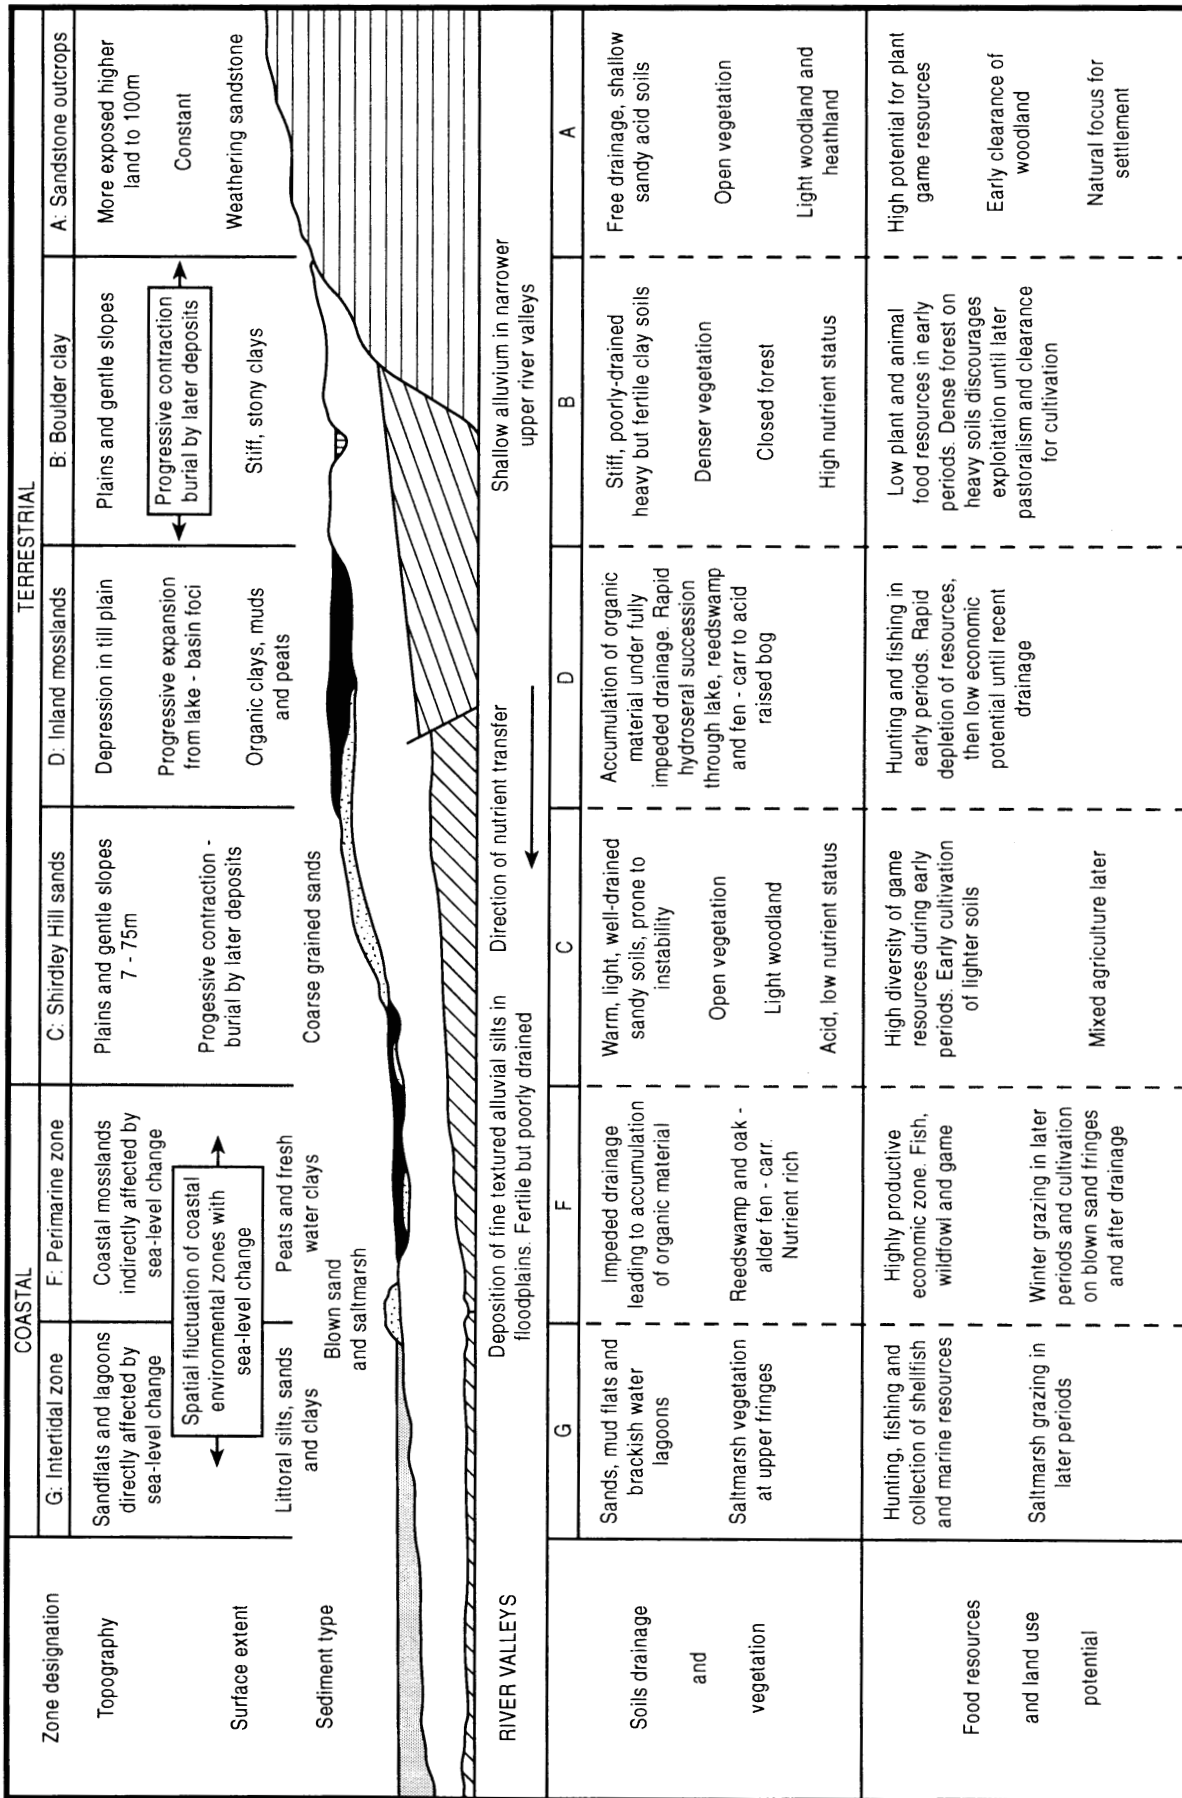 COASTAL
TERRESTRIAL
Zone designation
G: Intertidal zone
F: Perimarine zone
C: Shirdley Hill sands
D: Inland mosslands
B: Boulder clay
A: Sandstone outcrops
Topography
Sandflats and lagoons
directly affected by
sea-level change
Coastal mosslands
indirectly affected by
sea-level change
Plains and gentle slopes
7 - 75m
Depression in till plain
Plains and gentle slopes
More exposed higher
land to 100m
Surface extent
Spatial fluctuation of coastal
environmental zones with
sea-level change
Progessive contraction -
burial by later deposits
Progressive expansion
from lake - basin foci
Progressive contraction
burial by later deposits
Constant
Sediment type
Littoral silts, sands
and clays
Blown sand
and saltmarsh
Peats and fresh
water clays
Coarse grained sands
Organic clays, muds
and peats
Stiff, stony clays
Weathering sandstone
RIVER VALLEYS
Deposition of fine textured alluvial silts in
floodplains. Fertile but poorly drained
Direction of nutrient transfer
Shallow alluvium in narrower
upper river valleys
G
F
C
D
B
A
Soils drainage
and
vegetation
Sands, mud flats and
brackish water
lagoons
Saltmarsh vegetation
at upper fringes
Impeded drainage
leading to accumulation
of organic material
Reedswamp and oak -
alder fen - carr.
Nutrient rich
Warm, light, well-drained
sandy soils, prone to
instability
Open vegetation
Light woodland
Acid, low nutrient status
Accumulation of organic
material under fully
impeded drainage. Rapid
hydroseral succession
through lake, reedswamp
and fen - carr to acid
raised bog
Stiff, poorly-drained
heavy but fertile clay soils
Denser vegetation
Closed forest
High nutrient status
Free drainage, shallow
sandy acid soils
Open vegetation
Light woodland and
heathland
Food resources
and land use
potential
Hunting, fishing and
collection of shellfish
and marine resources
Saltmarsh grazing in
later periods
Highly productive
economic zone. Fish,
wildfowl and game
Winter grazing in later
periods and cultivation
on blown sand fringes
and after drainage
High diversity of game
resources during early
periods. Early cultivation
of lighter soils
Mixed agriculture later
Hunting and fishing in
early periods. Rapid
depletion of resources,
then low economic
potential until recent
drainage
Low plant and animal
food resources in early
periods. Dense forest on
heavy soils discourages
exploitation until later
pastoralism and clearance
for cultivation
High potential for plant
game resources
Early clearance of
woodland
Natural focus for
settlement